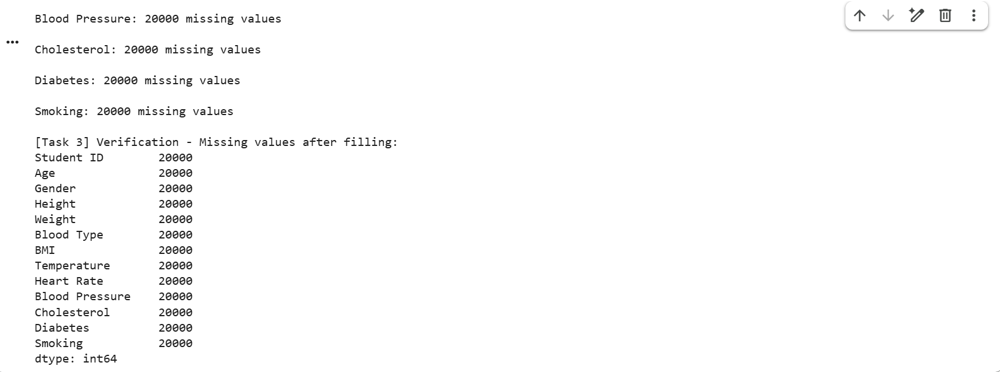 Blood Pressure: 20000 missing values
Cholesterol: 20000 missing values
Diabetes: 20000 missing values
Smoking: 20000 missing values
[Task 3] Verification - Missing values after filling:
Student ID 20000
Age 20000
Gender 20000
Height 20000
Weight 20000
Blood Type 20000
BMI 20000
Temperature 20000
Heart Rate 20000
Blood Pressure 20000
Cholesterol 20000
Diabetes 20000
Smoking 20000
dtype: int64